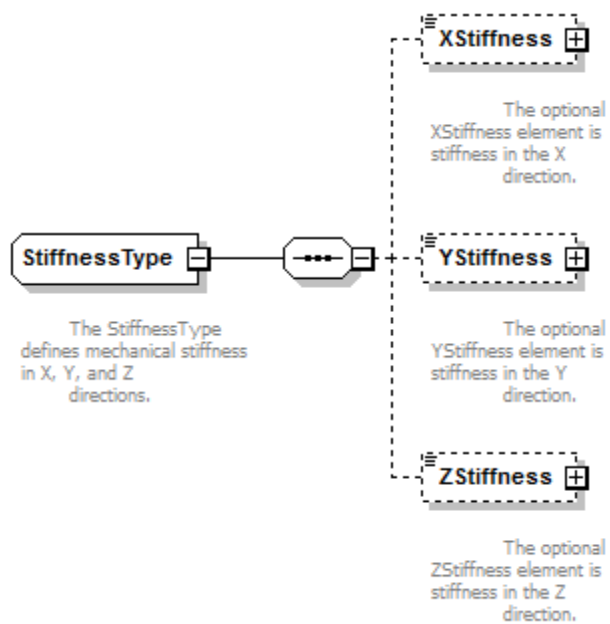 XStiffness
The optional
XStiffness element is
stiffness in the X
direction.
StiffnessType
The StiffnessType
defines mechanical stiffness
in X, Y, and Z
directions.
YStiffness
The optional
YStiffness element is
stiffness in the Y
direction.
ZStiffness
The optional
ZStiffness element is
stiffness in the Z
direction.